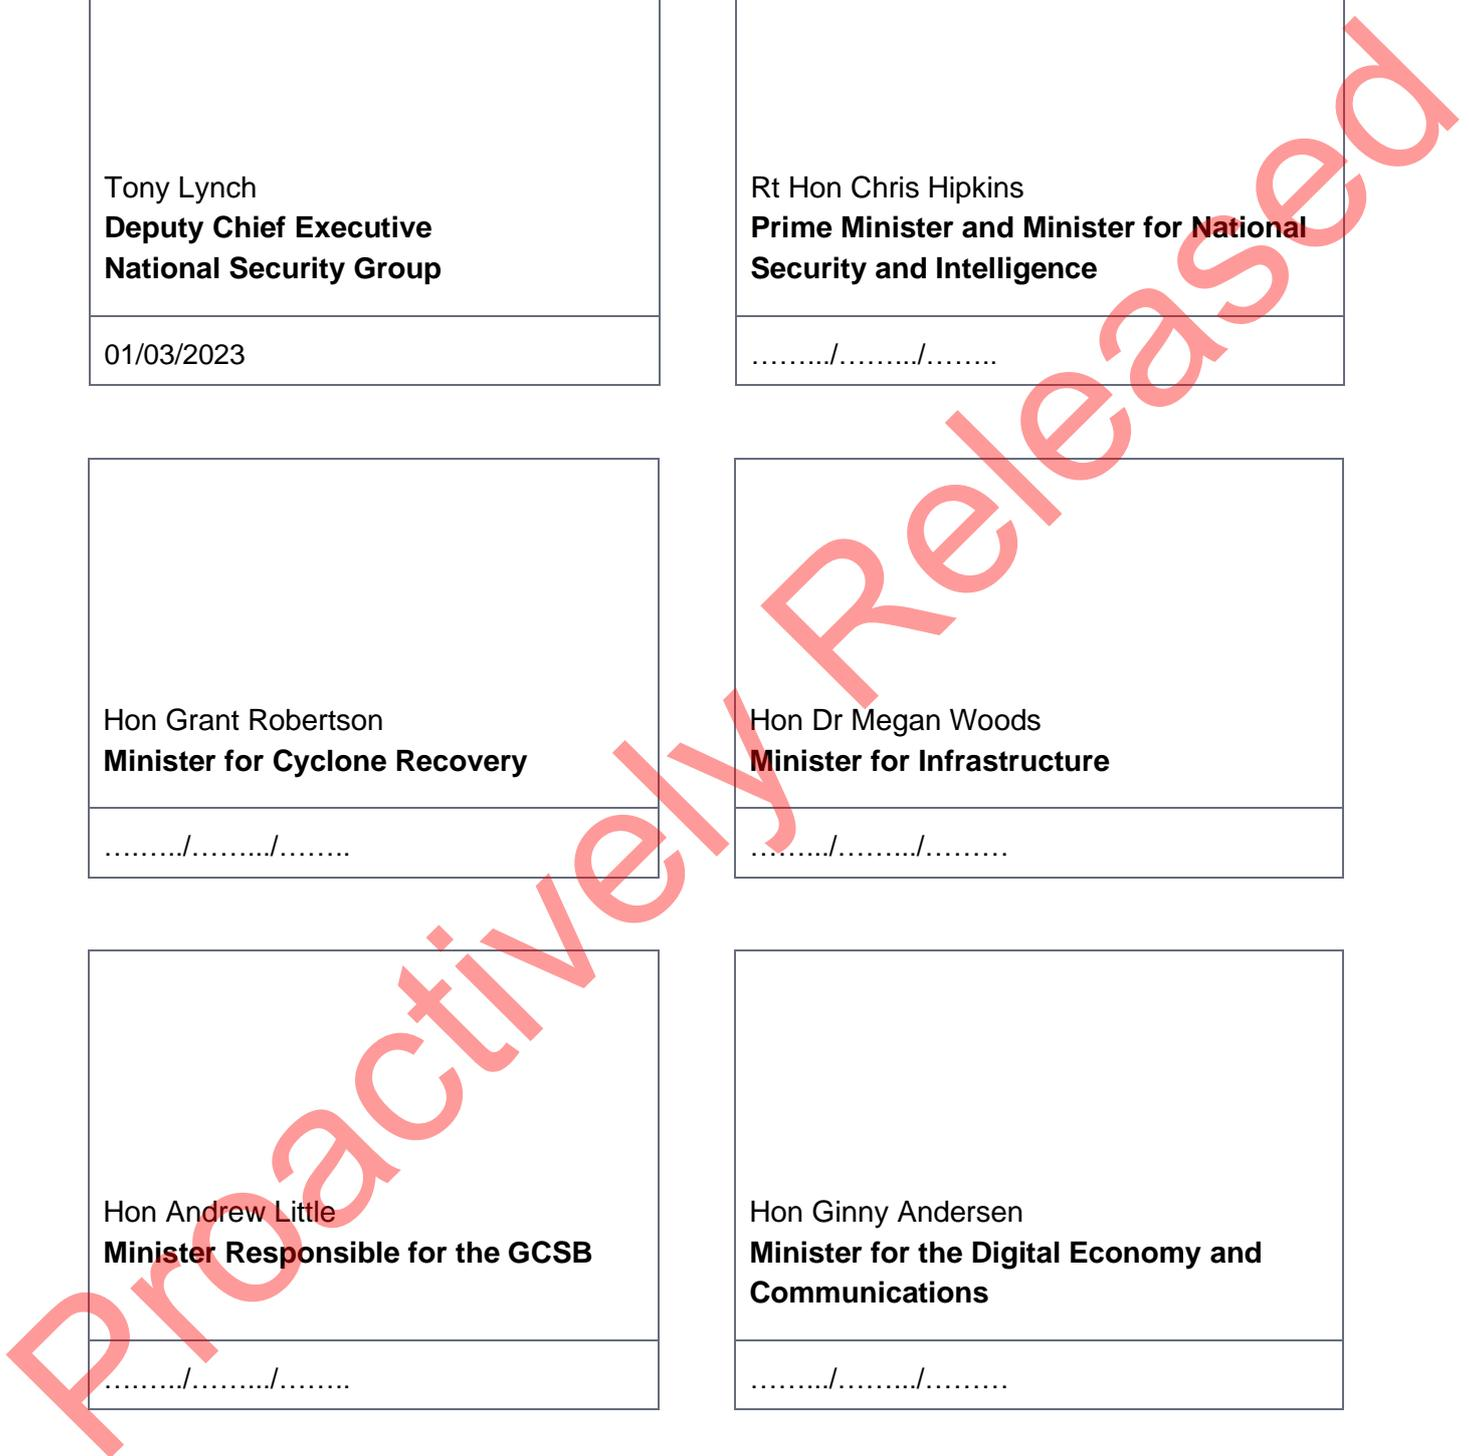 Tony Lynch
Deputy Chief Executive
National Security Group
01/03/2023
Rt Hon Chris Hipkins
Prime Minister and Minister for National
Security and Intelligence
……..../…….../……..
Hon Grant Robertson
Minister for Cyclone Recovery
……..../…….../……..
Hon Dr Megan Woods
Minister for Infrastructure
……..../…….../………
Hon Andrew Little
Minister Responsible for the GCSB
……..../…….../……..
Hon Ginny Andersen
Minister for the Digital Economy and
Communications
……..../…….../………
Proactively Released